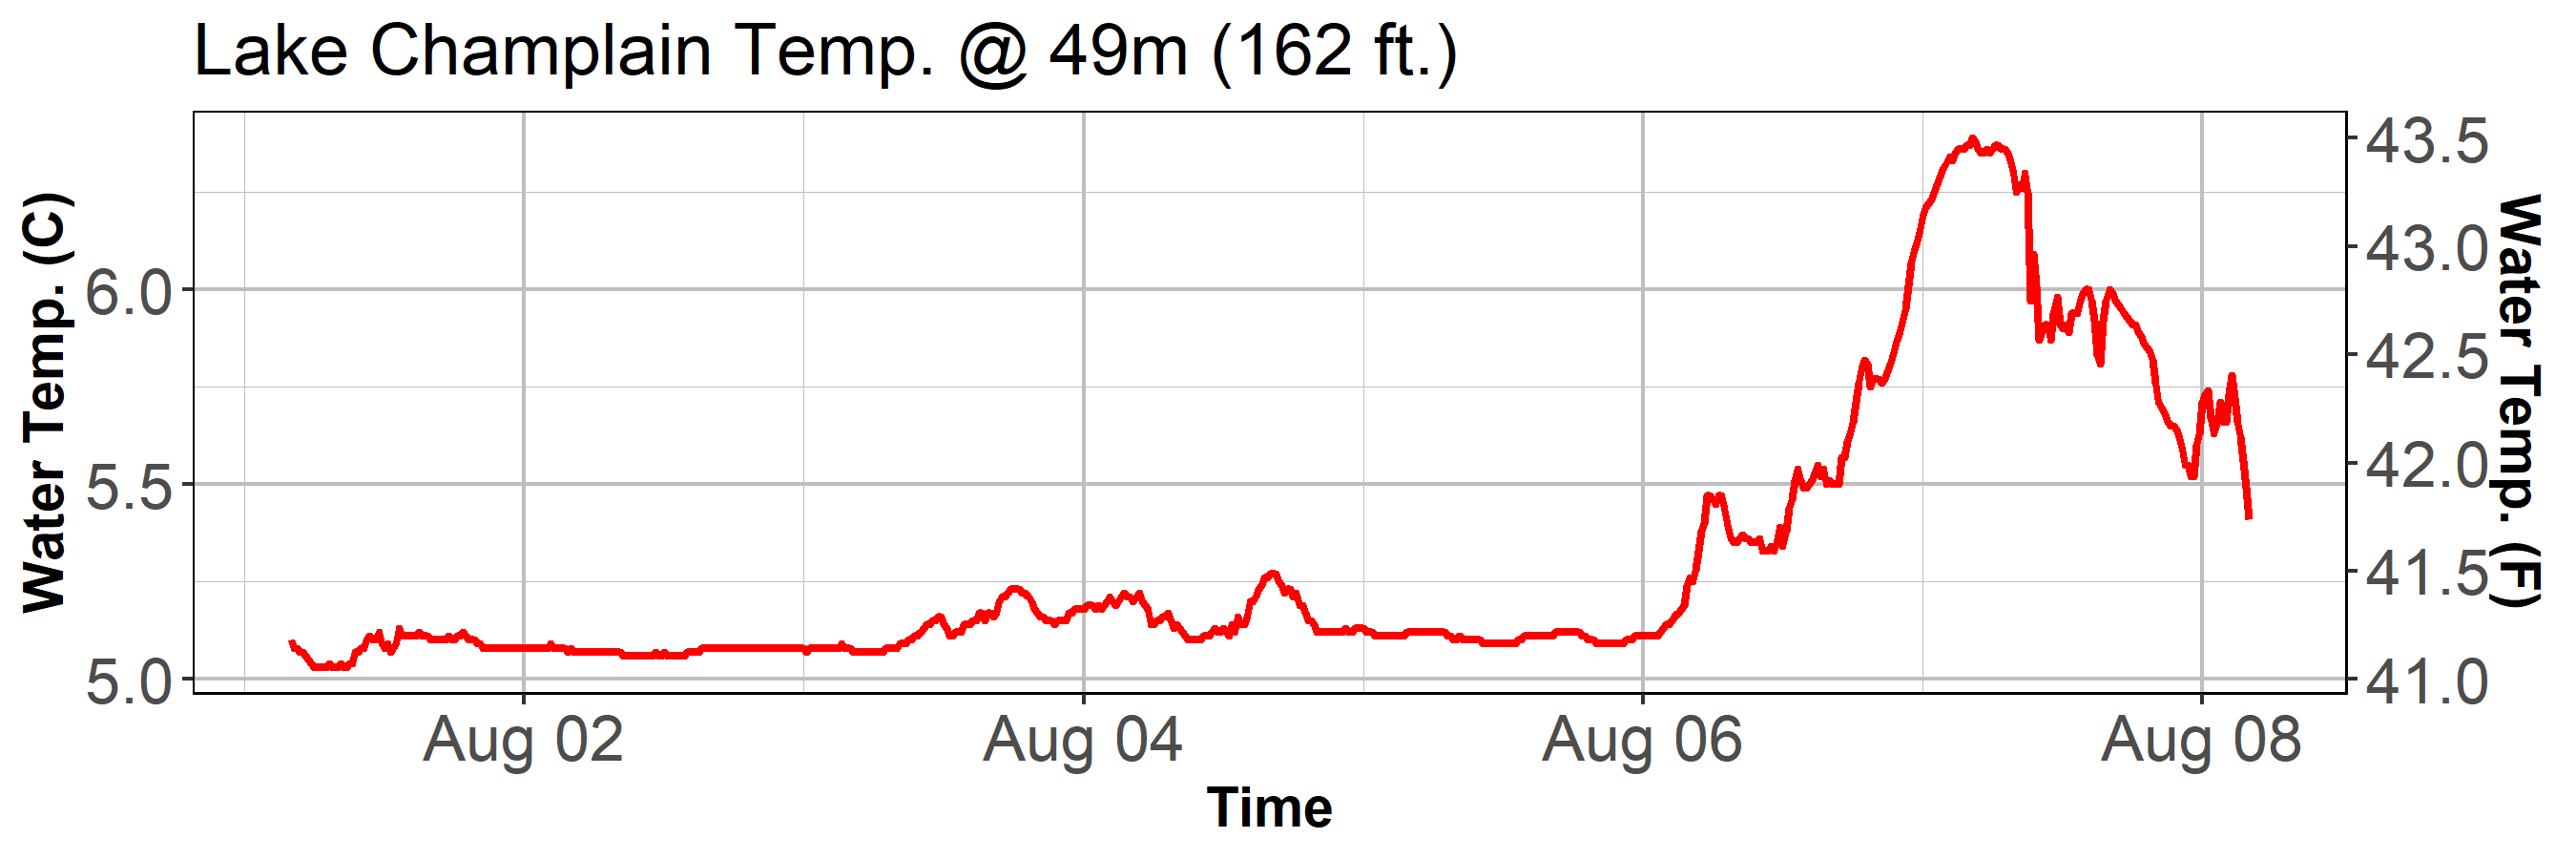 Lake Champlain Temp. @ 49m (162 ft.)
Water Temp. (C)
6.0
5.5
5.0
43.5
43.0
42.5
42.0
41.5
41.0
Water Temp. (F)
Aug 02 Aug 04 Aug 06 Aug 08
Time